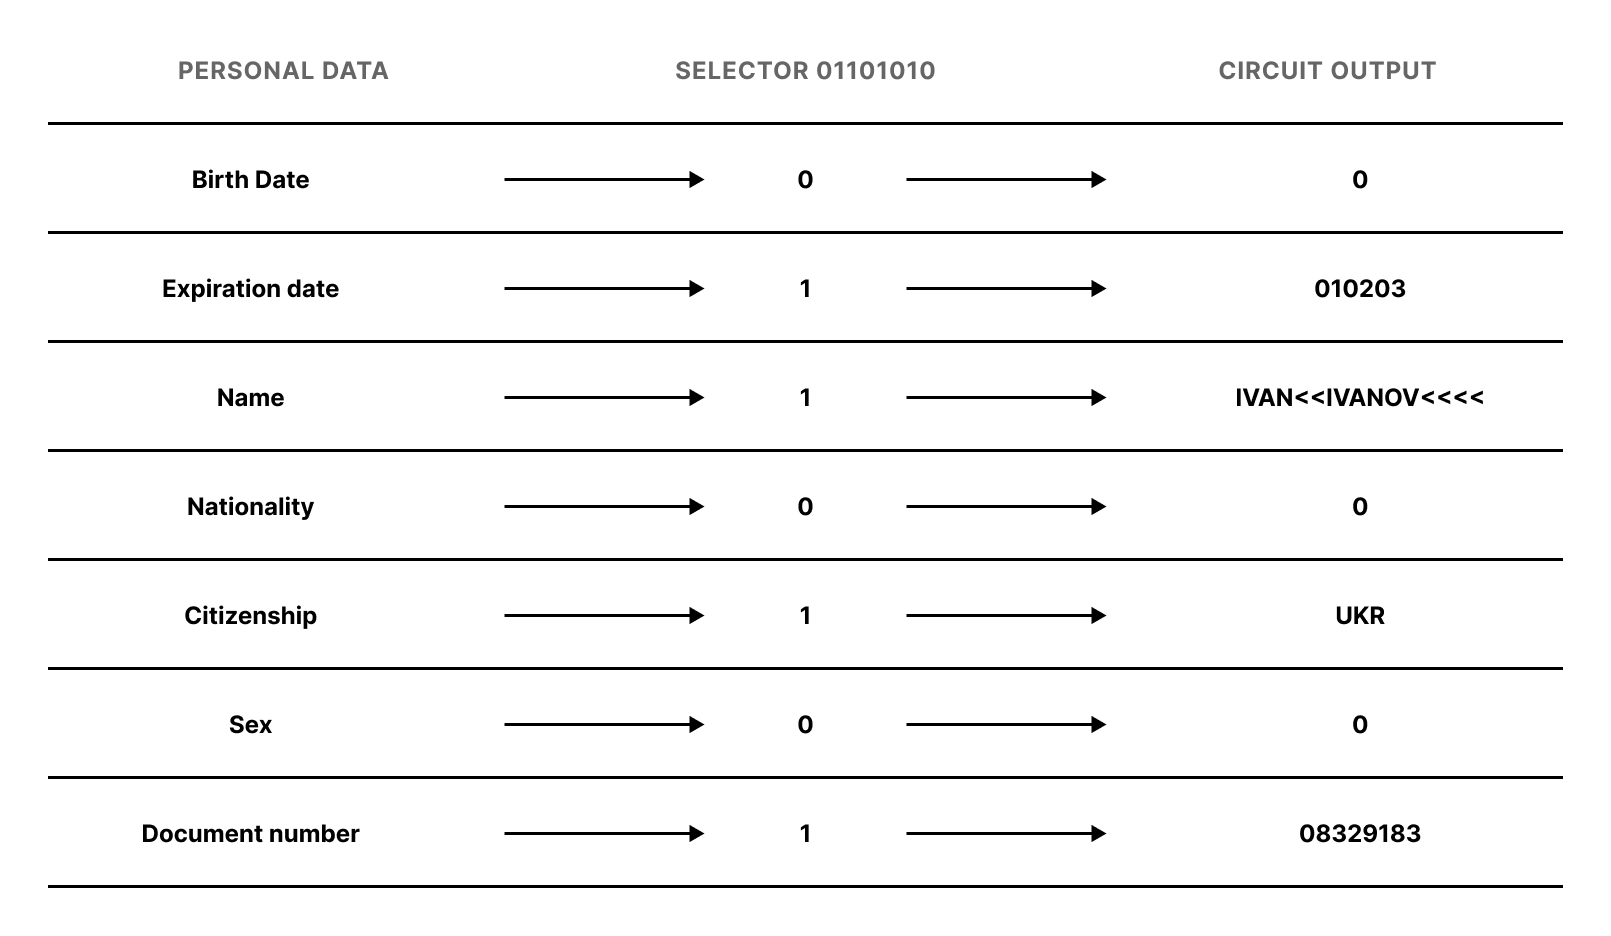 PERSONAL DATA SELECTOR 01101010 CIRCUIT OUTPUT
Birth Date 0 0
Expiration date 1 010203
Name 1 IVAN<<IVANOV<<<<
Nationality 0 0
Citizenship 1 UKR
Sex 0 0
Document number 1 08329183